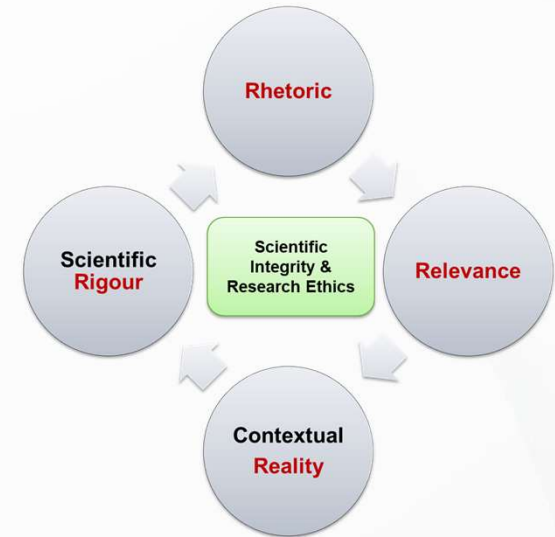 Rhetoric
Scientific
Rigour
Scientific
Integrity &
Research Ethics
Relevance
Contextual
Reality